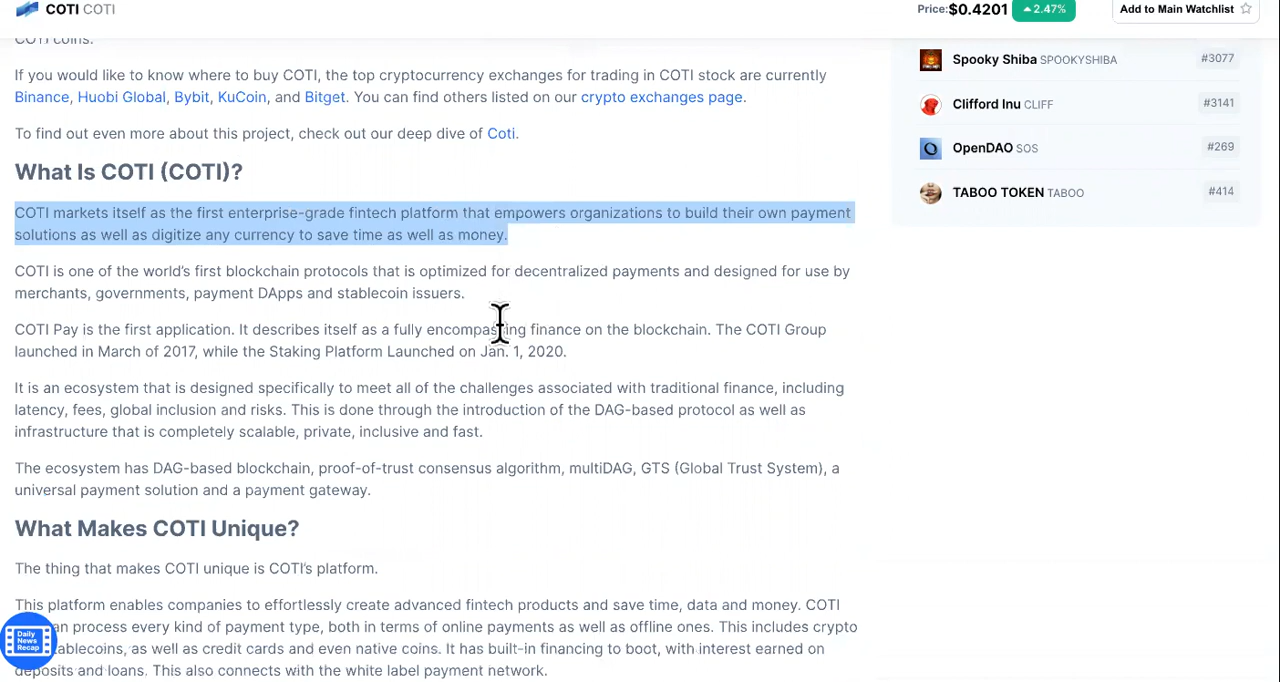 COTI COTI
Price:$0.4201 2.47% Add to Main Watchlist
COTI coins.
If you would like to know where to buy COTI, the top cryptocurrency exchanges for trading in COTI stock are currently
Binance, Huobi Global, Bybit, KuCoin, and Bitget. You can find others listed on our crypto exchanges page.
To find out even more about this project, check out our deep dive of Coti.
What Is COTI (COTI)?
COTI markets itself as the first enterprise-grade fintech platform that empowers organizations to build their own payment
solutions as well as digitize any currency to save time as well as money.
COTI is one of the world's first blockchain protocols that is optimized for decentralized payments and designed for use by
merchants, governments, payment DApps and stablecoin issuers.
COTI Pay is the first application. It describes itself as a fully encompassing finance on the blockchain. The COTI Group
launched in March of 2017, while the Staking Platform Launched on Jan. 1, 2020.
It is an ecosystem that is designed specifically to meet all of the challenges associated with traditional finance, including
latency, fees, global inclusion and risks. This is done through the introduction of the DAG-based protocol as well as
infrastructure that is completely scalable, private, inclusive and fast.
The ecosystem has DAG-based blockchain, proof-of-trust consensus algorithm, multiDAG, GTS (Global Trust System), a
universal payment solution and a payment gateway.
What Makes COTI Unique?
The thing that makes COTI unique is COTI's platform.
This platform enables companies to effortlessly create advanced fintech products and save time, data and money. COTI
process every kind of payment type, both in terms of online payments as well as offline ones. This includes crypto
as well as credit cards and even native coins. It has built-in financing to boot, with interest earned on
deposits and loans. This also connects with the white label payment network.
Daily
News
Recap
Spooky Shiba SPOOKYSHIBA #3077
Clifford Inu CLIFF #3141
OpenDAO SOS #269
TABOO TOKEN TABOO #414